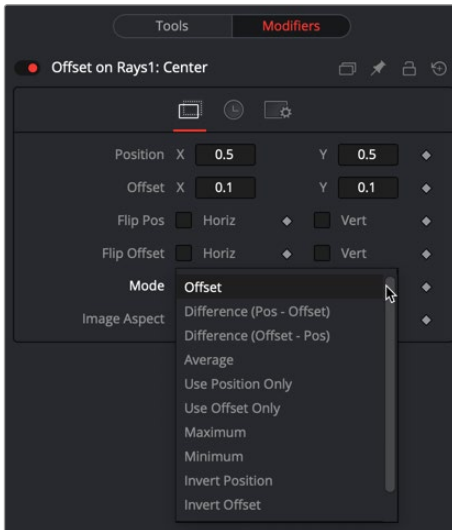 Tools Modifiers
Offset on Rays1: Center
Position X 0.5 Y 0.5
Offset X 0.1 Y 0.1
Flip Pos Horiz Vert
Flip Offset Horiz Vert
Mode Offset
Image Aspect Difference (Pos - Offset)
Difference (Offset - Pos)
Average
Use Position Only
Use Offset Only
Maximum
Minimum
Invert Position
Invert Offset